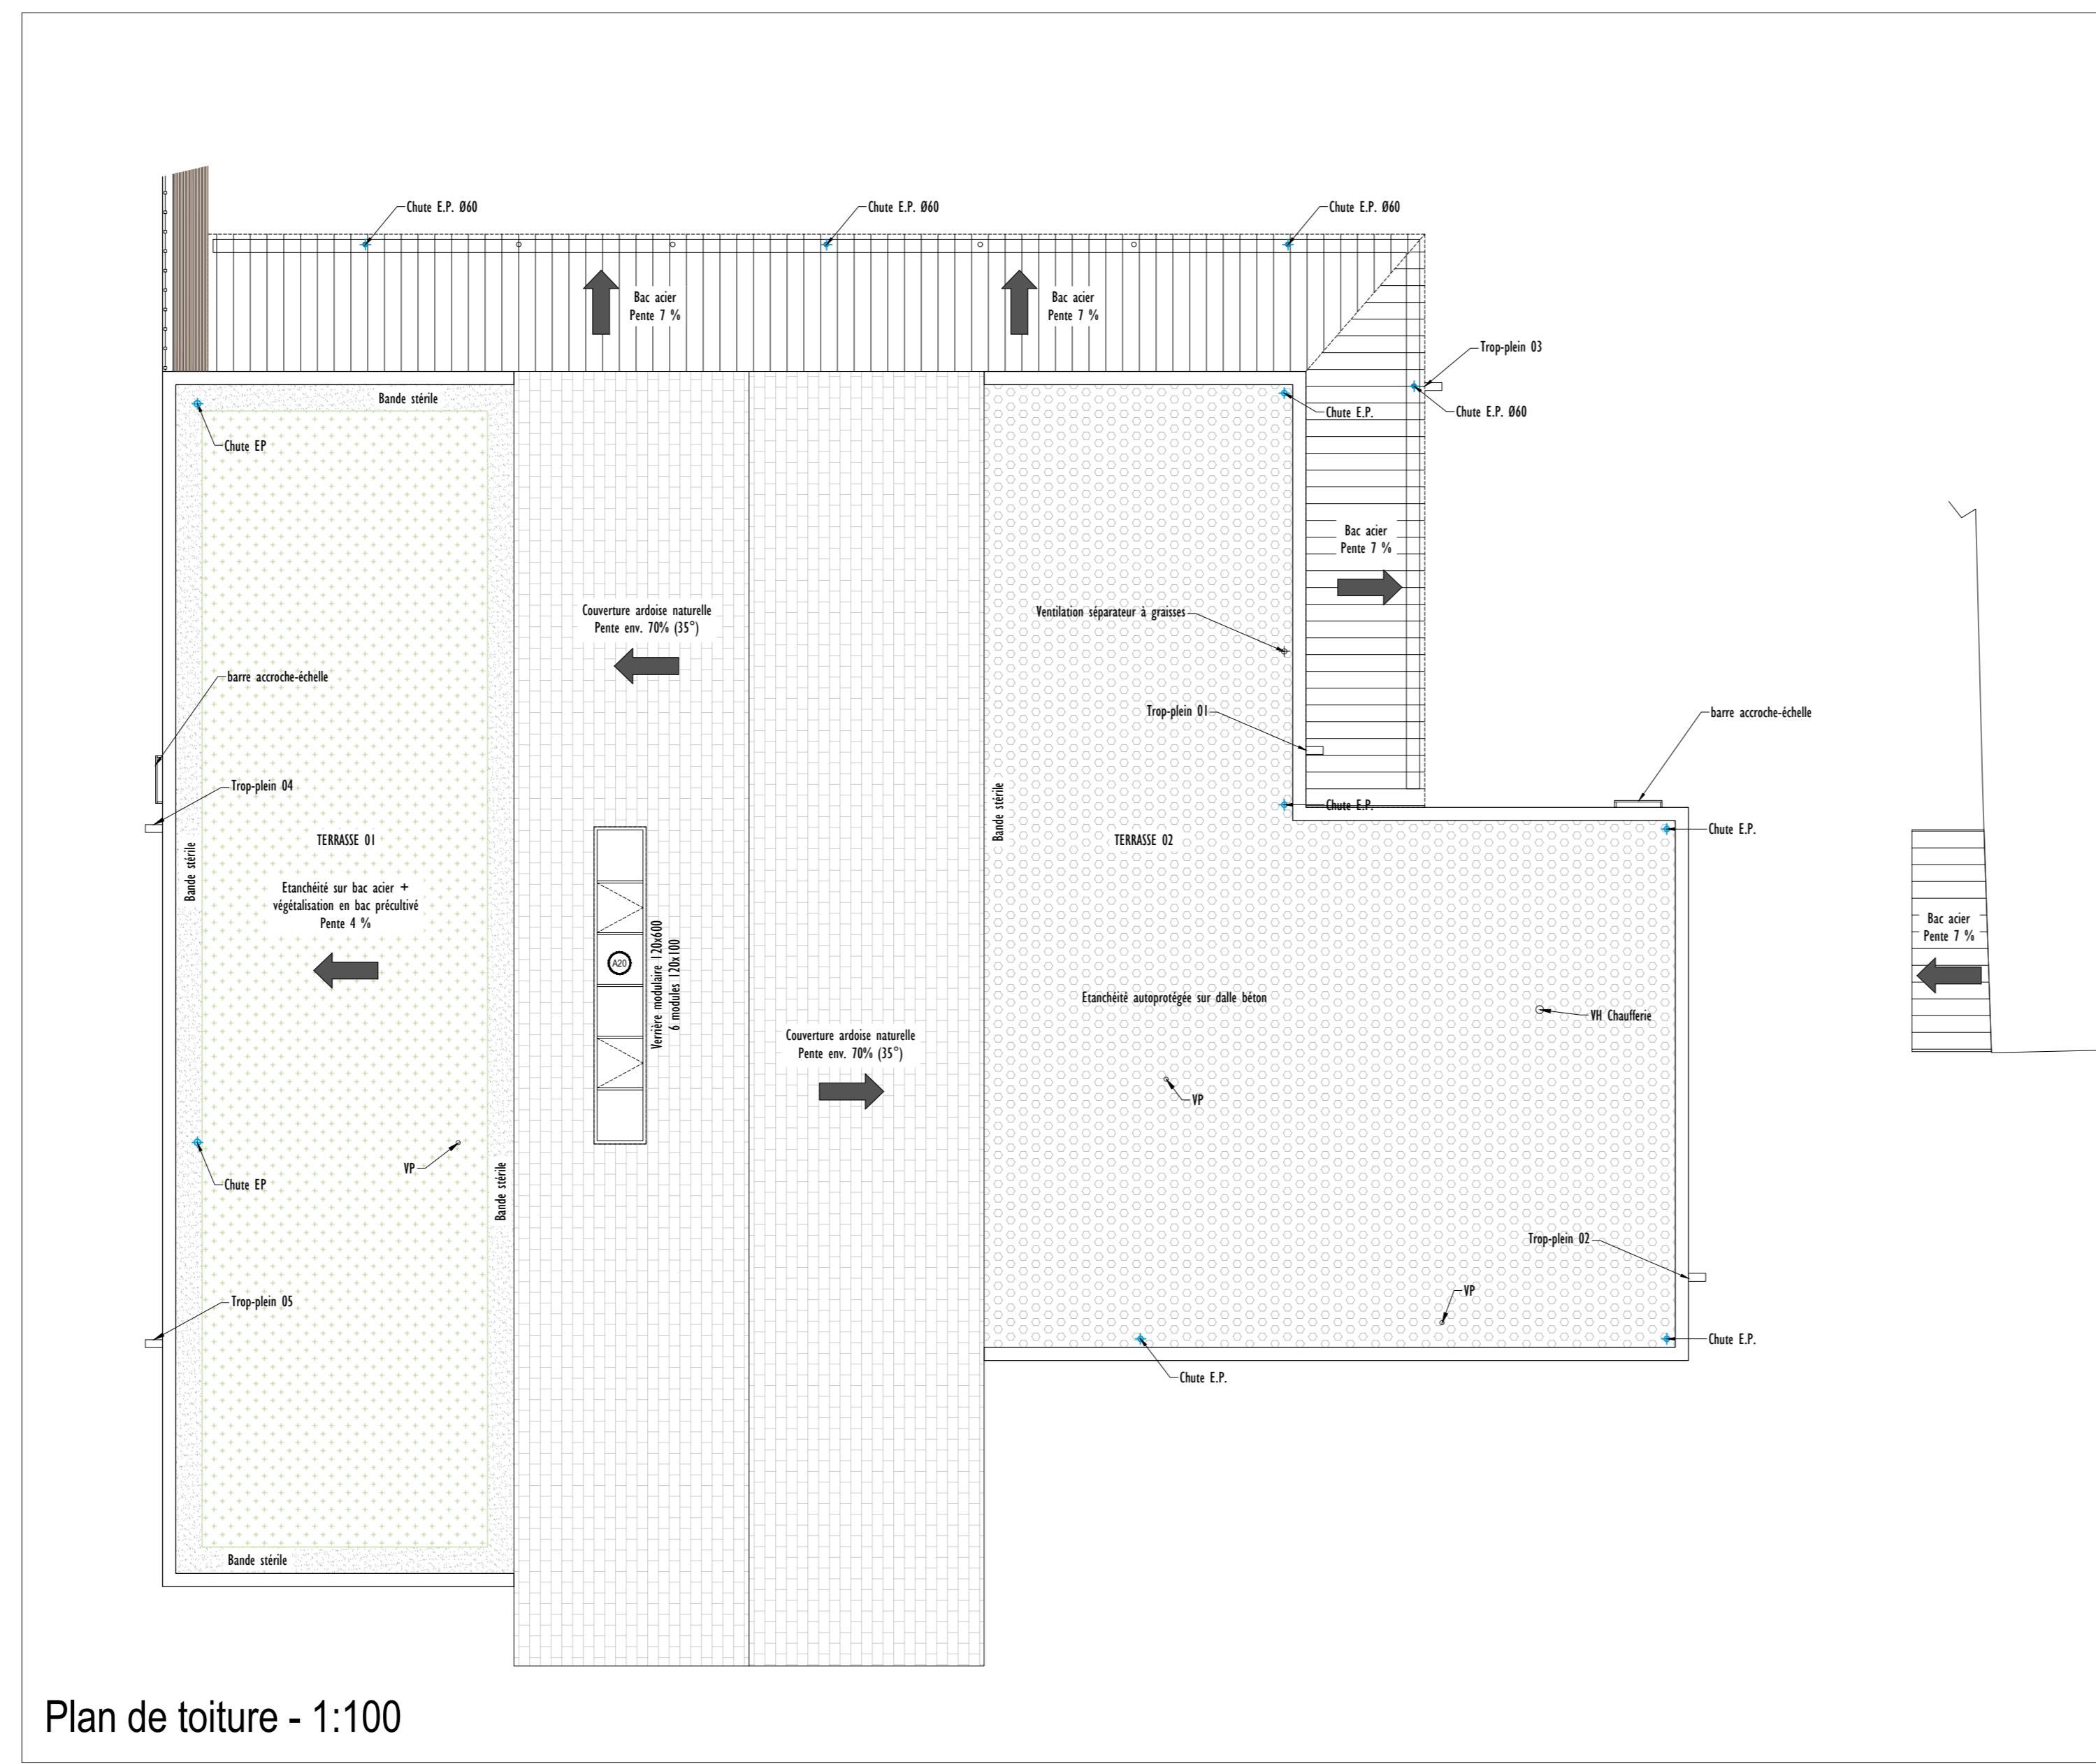 Chute E.P. Ø60
Chute E.P. Ø60
Chute E.P. Ø60
Bac acier
Pente 7 %
Bac acier
Pente 7 %
Trop-plein 03
Bande stérile
Chute E.P.
Chute E.P. Ø60
Chute EP
Bac acier
Pente 7 %
Couverture ardoise naturelle
Pente env. 70% (35°)
Ventilation séparateur à graisses
barre accroche-échelle
Trop-plein 01
barre accroche-échelle
Trop-plein 04
Chute E.P.
Bande stérile
TERRASSE 01
TERRASSE 02
Chute E.P.
Bande stérile
Etanchéité sur bac acier +
végétalisation en bac précultivé
Pente 4 %
Bac acier
Pente 7 %
A20
Verrière modulaire 120x600
6 modules 120x100
Etanchéité autoprotégée sur dalle béton
VH Chaufferie
Couverture ardoise naturelle
Pente env. 70% (35°)
VP
VP
Chute EP
Bande stérile
Trop-plein 02
VP
Trop-plein 05
Chute E.P.
Chute E.P.
Bande stérile
Plan de toiture - 1:100